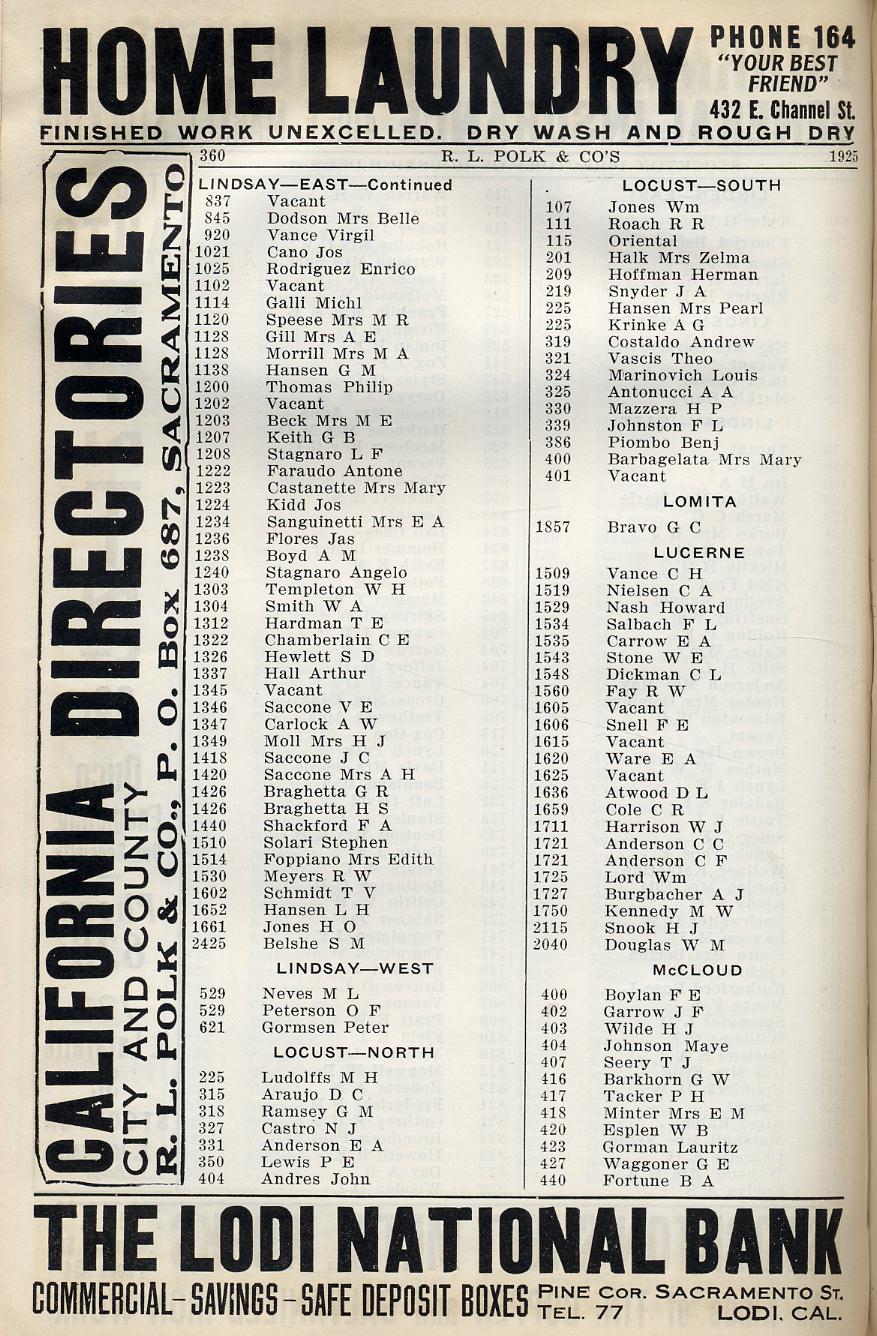 HOME LAUNDRY
PHONE 164
"YOUR BEST
FRIEND"
432 E. Channel St.
FINISHED WORK UNEXCELLED. DRY WASH AND ROUGH DRY
360 R. L. POLK & CO'S 1925
CALIFORNIA DIRECTORIES
CITY AND COUNTY
R. L. POLK & CO., P. O. Box 687, SACRAMENTO
LINDSAY—EAST—Continued
837 Vacant
845 Dodson Mrs Belle
920 Vance Virgil
1021 Cano Jos
1025 Rodriguez Enrico
1102 Vacant
1114 Galli Michl
1120 Speese Mrs M R
1128 Gill Mrs A E
1128 Morrill Mrs M A
1138 Hansen G M
1200 Thomas Philip
1202 Vacant
1203 Beck Mrs M E
1207 Keith G B
1208 Stagnaro L F
1222 Faraudo Antone
1223 Castanette Mrs Mary
1224 Kidd Jos
1234 Sanguinetti Mrs E A
1236 Flores Jas
1238 Boyd A M
1240 Stagnaro Angelo
1303 Templeton W H
1304 Smith W A
1312 Hardman T E
1322 Chamberlain C E
1326 Hewlett S D
1337 Hall Arthur
1345 Vacant
1346 Saccone V E
1347 Carlock A W
1349 Moll Mrs H J
1418 Saccone J C
1420 Saccone Mrs A H
1426 Braghetta G R
1426 Braghetta H S
1440 Shackford F A
1510 Solari Stephen
1514 Foppiano Mrs Edith
1530 Meyers R W
1602 Schmidt T V
1652 Hansen L H
1661 Jones H O
2425 Belshe S M
LINDSAY—WEST
529 Neves M L
529 Peterson O F
621 Gormsen Peter
LOCUST—NORTH
225 Ludolffs M H
315 Araujo D C
318 Ramsey G M
327 Castro N J
331 Anderson E A
350 Lewis P E
404 Andres John
LOCUST—SOUTH
107 Jones Wm
111 Roach R R
115 Oriental
201 Halk Mrs Zelma
209 Hoffman Herman
219 Snyder J A
225 Hansen Mrs Pearl
225 Krinke A G
319 Costaldo Andrew
321 Vascis Theo
324 Marinovich Louis
325 Antonucci A A
330 Mazzera H P
339 Johnston F L
386 Piombo Benj
400 Barbagelata Mrs Mary
401 Vacant
LOMITA
1857 Bravo G C
LUCERNE
1509 Vance C H
1519 Nielsen C A
1529 Nash Howard
1534 Salbach F L
1535 Carrow E A
1543 Stone W E
1548 Dickman C L
1560 Fay R W
1605 Vacant
1606 Snell F E
1615 Vacant
1620 Ware E A
1625 Vacant
1636 Atwood D L
1659 Cole C R
1711 Harrison W J
1721 Anderson C C
1721 Anderson C F
1725 Lord Wm
1727 Burgbacher A J
1750 Kennedy M W
2115 Snook H J
2040 Douglas W M
McCLOUD
400 Boylan F E
402 Garrow J F
403 Wilde H J
404 Johnson Maye
407 Seery T J
416 Barkhorn G W
417 Tacker P H
418 Minter Mrs E M
420 Esplen W B
423 Gorman Lauritz
427 Waggoner G E
440 Fortune B A
THE LODI NATIONAL BANK
COMMERCIAL—SAVINGS—SAFE DEPOSIT BOXES
PINE COR. SACRAMENTO ST.
TEL. 77 LODI, CAL.